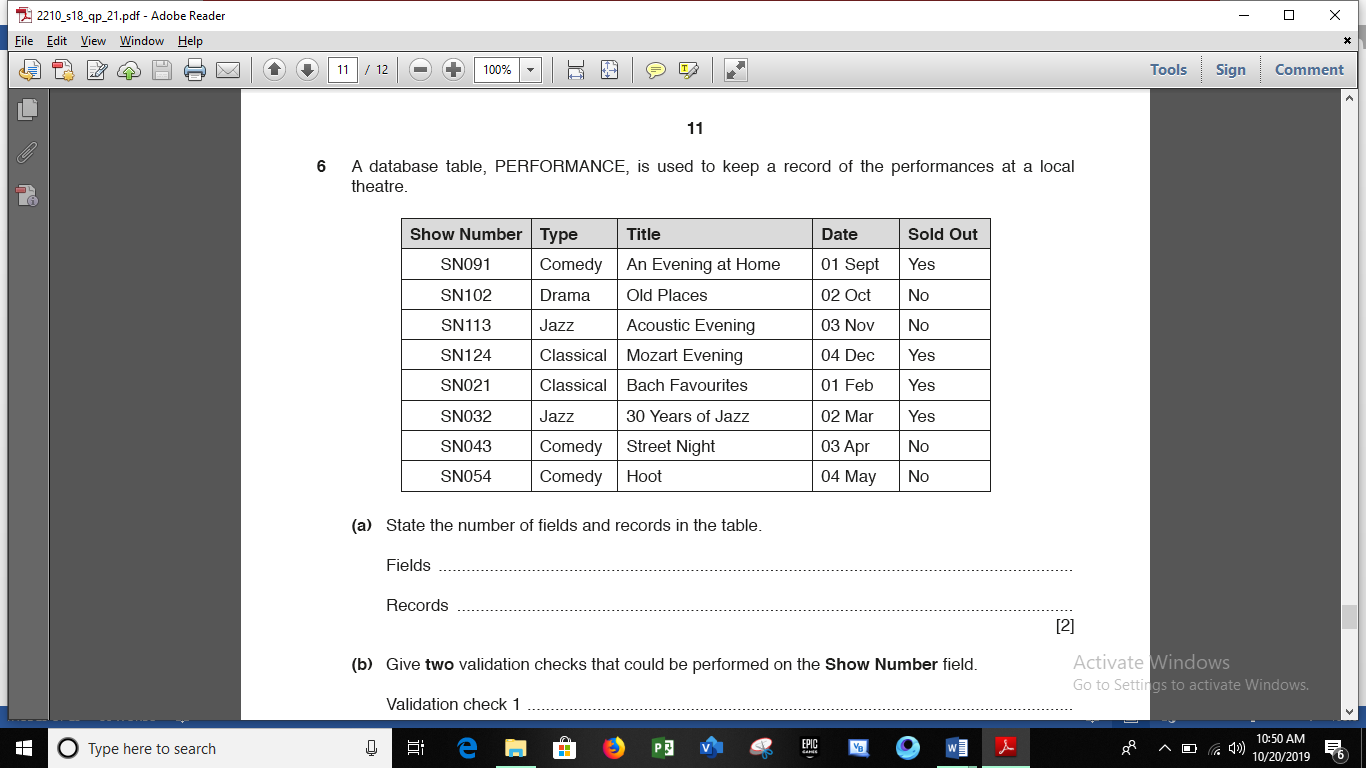 2210_s18_qp_21.pdf - Adobe Reader
File Edit View Window Help
11 / 12 100% Tools Sign Comment
11
6 A database table, PERFORMANCE, is used to keep a record of the performances at a local
theatre.
Show Number Type Title Date Sold Out
SN091 Comedy An Evening at Home 01 Sept Yes
SN102 Drama Old Places 02 Oct No
SN113 Jazz Acoustic Evening 03 Nov No
SN124 Classical Mozart Evening 04 Dec Yes
SN021 Classical Bach Favourites 01 Feb Yes
SN032 Jazz 30 Years of Jazz 02 Mar Yes
SN043 Comedy Street Night 03 Apr No
SN054 Comedy Hoot 04 May No
(a) State the number of fields and records in the table.
Fields ..........................................................................
Records ..........................................................................
[2]
(b) Give two validation checks that could be performed on the Show Number field.
Validation check 1 ..........................................................................
Activate Windows
Go to Settings to activate Windows.
Type here to search
10:50 AM
10/20/2019
6